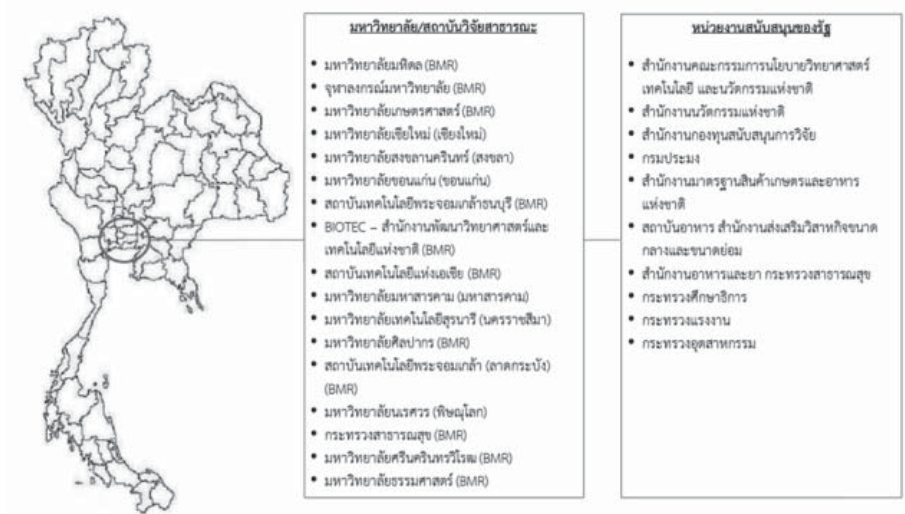 มหาวิทยาลัย/สถาบันวิจัยสาธารณะ
• มหาวิทยาลัยมหิดล (BMR)
• จุฬาลงกรณ์มหาวิทยาลัย (BMR)
• มหาวิทยาลัยเกษตรศาสตร์ (BMR)
• มหาวิทยาลัยเชียใหม่ (เชียงใหม่)
• มหาวิทยาลัยสงขลานครินทร์ (สงขลา)
• มหาวิทยาลัยขอนแก่น (ขอนแก่น)
• สถาบันเทคโนโลยีพระจอมเกล้าธนบุรี (BMR)
• BIOTEC – สำนักงานพัฒนาวิทยาศาสตร์และ
เทคโนโลยีแห่งชาติ (BMR)
• สถาบันเทคโนโลยีแห่งเอเชีย (BMR)
• มหาวิทยาลัยมหาสารคาม (มหาสารคาม)
• มหาวิทยาลัยเทคโนโลยีสุรนารี (นครราชสีมา)
• มหาวิทยาลัยศิลปากร (BMR)
• สถาบันเทคโนโลยีพระจอมเกล้า (ลาดกระบัง)
(BMR)
• มหาวิทยาลัยนเรศวร (พิษณุโลก)
• กระทรวงสาธารณสุข (BMR)
• มหาวิทยาลัยศรีนครินทรวิโรฒ (BMR)
• มหาวิทยาลัยธรรมศาสตร์ (BMR)
หน่วยงานสนับสนุนของรัฐ
• สำนักงานคณะกรรมการนโยบายวิทยาศาสตร์
เทคโนโลยี และนวัตกรรมแห่งชาติ
• สำนักงานนวัตกรรมแห่งชาติ
• สำนักงานกองทุนสนับสนุนการวิจัย
• กรมประมง
• สำนักงานมาตรฐานสินค้าเกษตรและอาหาร
แห่งชาติ
• สถาบันอาหาร สำนักงานส่งเสริมวิสาหกิจขนาด
กลางและขนาดย่อม
• สำนักงานอาหารและยา กระทรวงสาธารณสุข
• กระทรวงศึกษาธิการ
• กระทรวงแรงงาน
• กระทรวงอุตสาหกรรม